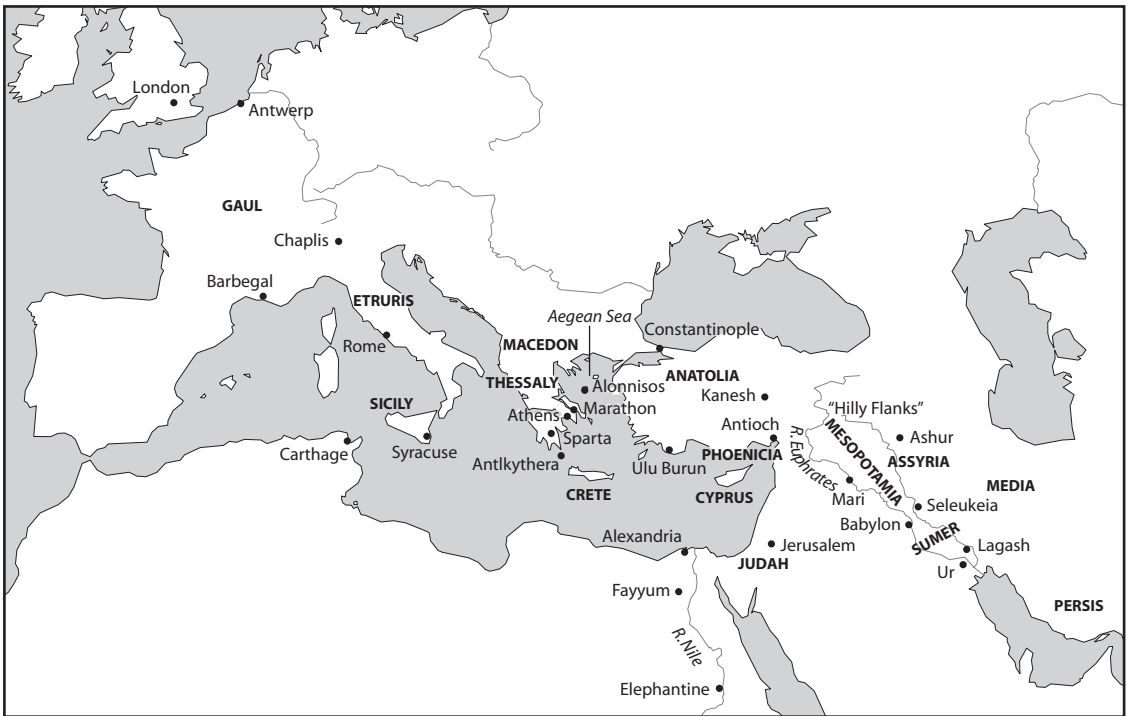 London
Antwerp
GAUL
Chaplis
Barbegal
ETRURIS
Aegean Sea
Constantinople
Rome
MACEDON
THESSALY
Alonnisos
ANATOLIA
Kanesh
SICILY
Athens
Marathon
"Hilly Flanks"
Antioch
R.Euphrates
MESOPOTAMIA
Ashur
Carthage
Syracuse
Sparta
Antlkythera
Ulu Burun
PHOENICIA
ASSYRIA
CRETE
CYPRUS
Mari
MEDIA
Seleukeia
Babylon
SUMER
Alexandria
Jerusalem
Lagash
JUDAH
Ur
Fayyum
PERSIS
R.Nile
Elephantine